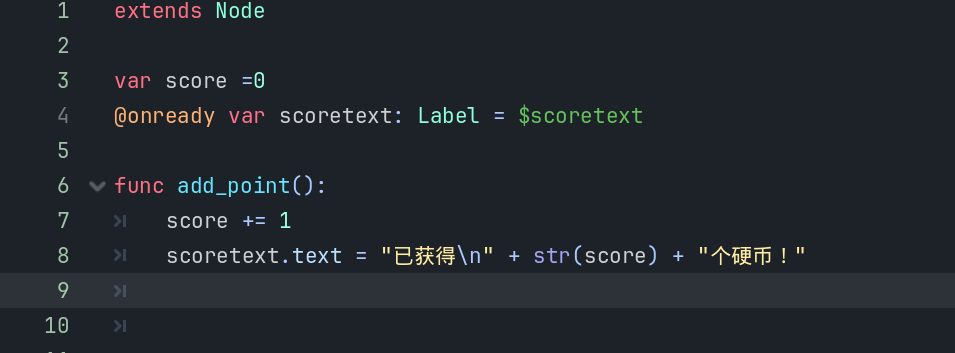 1 extends Node
2
3 var score =0
4 @onready var scoretext: Label = $scoretext
5
6 func add_point():
7 score += 1
8 scoretext.text = "已获得\n" + str(score) + "个硬币！"
9
10